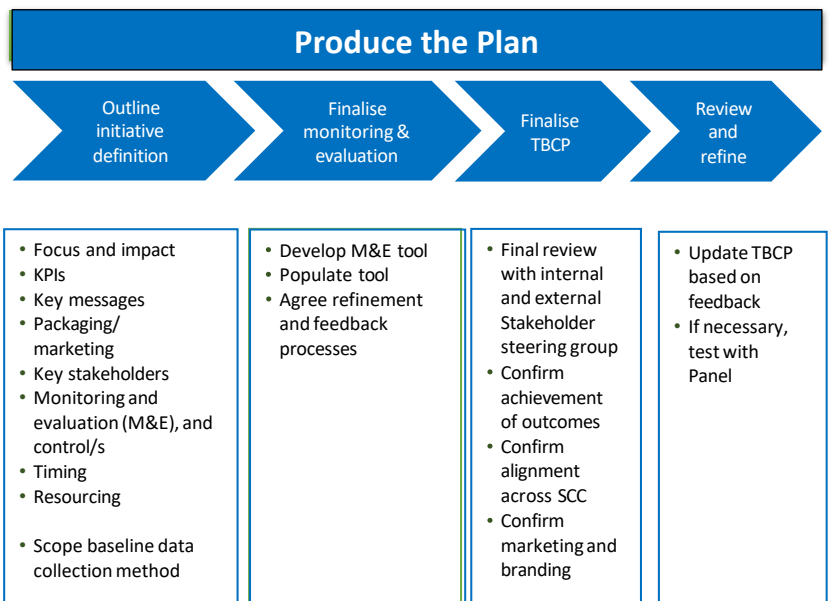 Produce the Plan
Outline
initiative
definition
Finalise
monitoring &
evaluation
Finalise
TBCP
Review
and
refine
• Focus and impact
• KPIs
• Key messages
• Packaging/
marketing
• Key stakeholders
• Monitoring and
evaluation (M&E), and
control/s
• Timing
• Resourcing
• Scope baseline data
collection method
• Develop M&E tool
• Populate tool
• Agree refinement
and feedback
processes
• Final review
with internal
and external
Stakeholder
steering group
• Confirm
achievement
of outcomes
• Confirm
alignment
across SCC
• Confirm
marketing and
branding
• Update TBCP
based on
feedback
• If necessary,
test with
Panel